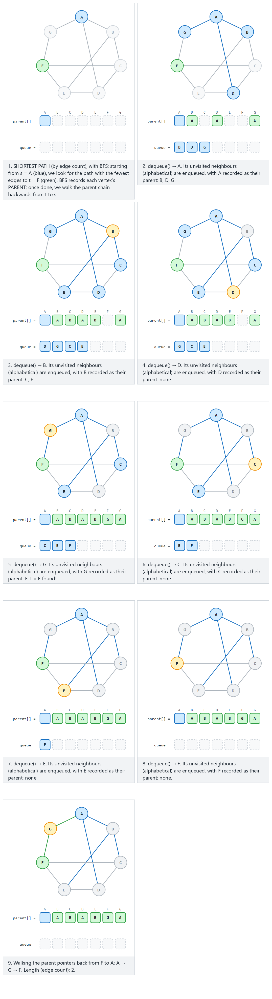 A
G
B
F
C
E
D
A B C D E F G
parent[] =
queue =
1. SHORTEST PATH (by edge count), with BFS: starting
from s = A (blue), we look for the path with the fewest
edges to t = F (green). BFS records each vertex's
PARENT; once done, we walk the parent chain
backwards from t to s.
A
G
B
F
C
E
D
A B C D E F G
parent[] = A A A
queue = B D G
2. dequeue() → A. Its unvisited neighbours
(alphabetical) are enqueued, with A recorded as their
parent: B, D, G.
A
G
B
F
C
E
D
A B C D E F G
parent[] = A B A B A
queue = D G C E
3. dequeue() → B. Its unvisited neighbours
(alphabetical) are enqueued, with B recorded as their
parent: C, E.
A
G
B
F
C
E
D
A B C D E F G
parent[] = A B A B A
queue = G C E
4. dequeue() → D. Its unvisited neighbours
(alphabetical) are enqueued, with D recorded as their
parent: none.
A
G
B
F
C
E
D
A B C D E F G
parent[] = A B A B G A
queue = C E F
5. dequeue() → G. Its unvisited neighbours
(alphabetical) are enqueued, with G recorded as their
parent: F. t = F found!
A
G
B
F
C
E
D
A B C D E F G
parent[] = A B A B G A
queue = E F
6. dequeue() → C. Its unvisited neighbours
(alphabetical) are enqueued, with C recorded as their
parent: none.
A
G
B
F
C
E
D
A B C D E F G
parent[] = A B A B G A
queue = F
7. dequeue() → E. Its unvisited neighbours
(alphabetical) are enqueued, with E recorded as their
parent: none.
A
G
B
F
C
E
D
A B C D E F G
parent[] = A B A B G A
queue =
8. dequeue() → F. Its unvisited neighbours
(alphabetical) are enqueued, with F recorded as their
parent: none.
A
G
B
F
C
E
D
A B C D E F G
parent[] = A B A B G A
queue =
9. Walking the parent pointers back from F to A: A →
G → F. Length (edge count): 2.